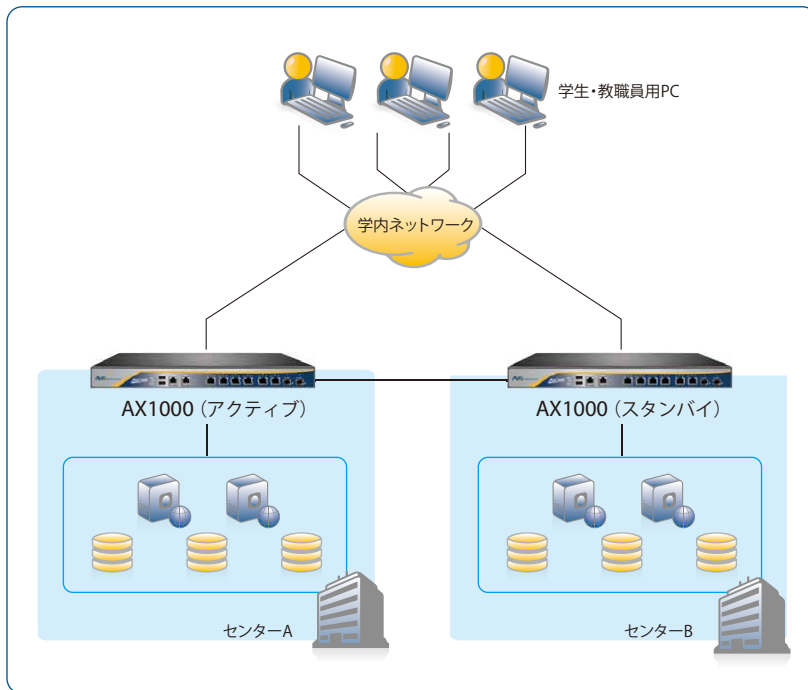 学生・教職員用PC
学内ネットワーク
AX1000（アクティブ）
AX1000（スタンバイ）
センターA
センターB